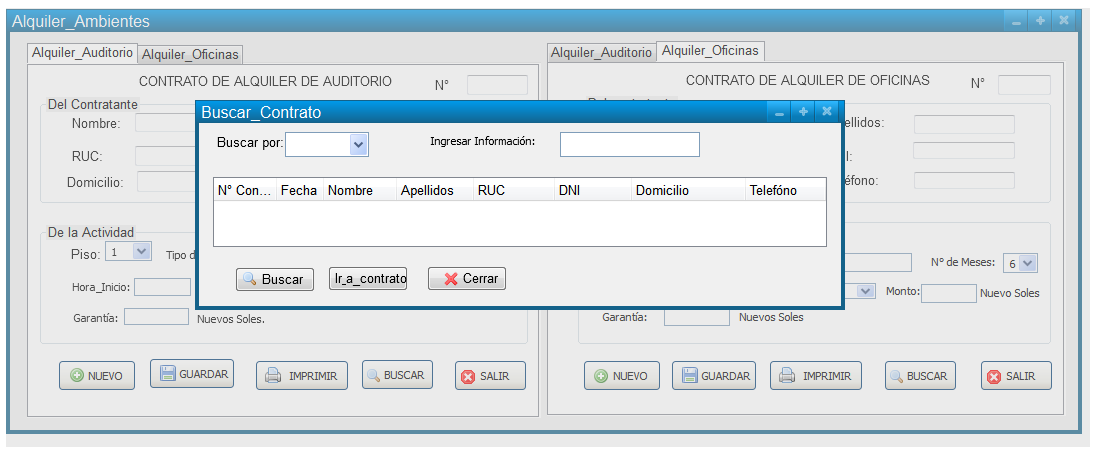 Alquiler_Ambientes
Alquiler_Auditorio Alquiler_Oficinas
CONTRATO DE ALQUILER DE AUDITORIO N°
Del Contratante
Nombre:
RUC:
Domicilio:
De la Actividad
Piso: 1 Tipo d
Hora_Inicio:
Garantía: Nuevos Soles.
NUEVO GUARDAR IMPRIMIR BUSCAR SALIR
Alquiler_Auditorio Alquiler_Oficinas
CONTRATO DE ALQUILER DE OFICINAS N°
ellidos:
I:
éfono:
N° de Meses: 6
Monto: Nuevo Soles
Garantía: Nuevos Soles
NUEVO GUARDAR IMPRIMIR BUSCAR SALIR
Buscar_Contrato
Buscar por: Ingresar Información:
N° Con... Fecha Nombre Apellidos RUC DNI Domicilio Telefóno
Buscar Ir_a_contrato Cerrar